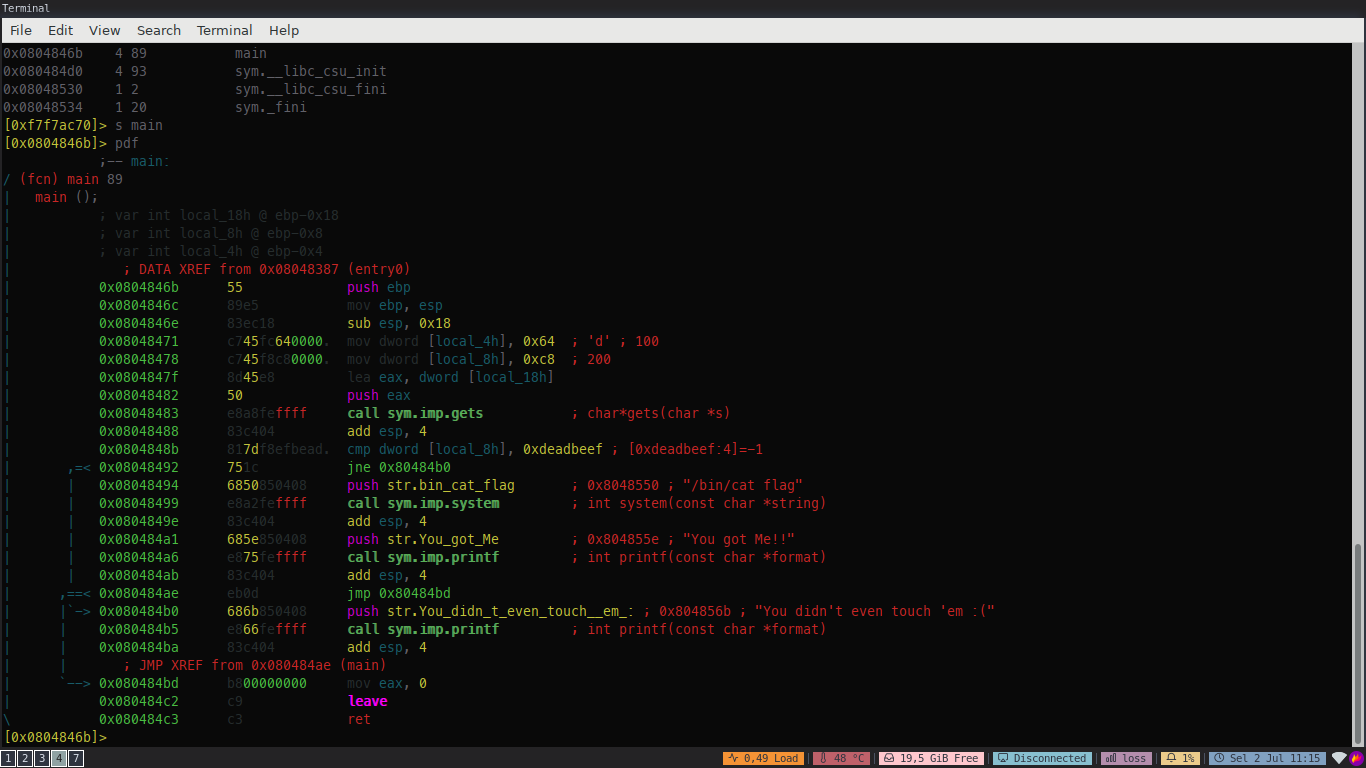 Terminal
File Edit View Search Terminal Help
0x0804846b 4 89 main
0x080484d0 4 93 sym.__libc_csu_init
0x08048530 1 2 sym.__libc_csu_fini
0x08048534 1 20 sym._fini
[0xf7f7ac70]> s main
[0x0804846b]> pdf
;-- main:
/ (fcn) main 89
| main ();
| ; var int local_18h @ ebp-0x18
| ; var int local_8h @ ebp-0x8
| ; var int local_4h @ ebp-0x4
| ; DATA XREF from 0x08048387 (entry0)
| 0x0804846b 55 push ebp
| 0x0804846c 89e5 mov ebp, esp
| 0x0804846e 83ec18 sub esp, 0x18
| 0x08048471 c745fc640000. mov dword [local_4h], 0x64 ; 'd' ; 100
| 0x08048478 c745f8c80000. mov dword [local_8h], 0xc8 ; 200
| 0x0804847f 8d45e8 lea eax, dword [local_18h]
| 0x08048482 50 push eax
| 0x08048483 e8a8feffff call sym.imp.gets ; char*gets(char *s)
| 0x08048488 83c404 add esp, 4
| 0x0804848b 817df8efbead. cmp dword [local_8h], 0xdeadbeef ; [0xdeadbeef:4]=-1
| ,=< 0x08048492 751c jne 0x80484b0
| | 0x08048494 6850850408 push str.bin_cat_flag ; 0x8048550 ; "/bin/cat flag"
| | 0x08048499 e8a2feffff call sym.imp.system ; int system(const char *string)
| | 0x0804849e 83c404 add esp, 4
| | 0x080484a1 685e850408 push str.You_got_Me ; 0x804855e ; "You got Me!!"
| | 0x080484a6 e875feffff call sym.imp.printf ; int printf(const char *format)
| | 0x080484ab 83c404 add esp, 4
| ,==< 0x080484ae eb0d jmp 0x80484bd
| |`-> 0x080484b0 686b850408 push str.You_didn_t_even_touch__em_: ; 0x804856b ; "You didn't even touch 'em :("
| | 0x080484b5 e866feffff call sym.imp.printf ; int printf(const char *format)
| | 0x080484ba 83c404 add esp, 4
| | ; JMP XREF from 0x080484ae (main)
| `--> 0x080484bd b800000000 mov eax, 0
| 0x080484c2 c9 leave
\ 0x080484c3 c3 ret
[0x0804846b]>
1 2 3 4 7 0,49 Load 48 °C 19,5 GiB Free Disconnected loss 1% Sel 2 Jul 11:15